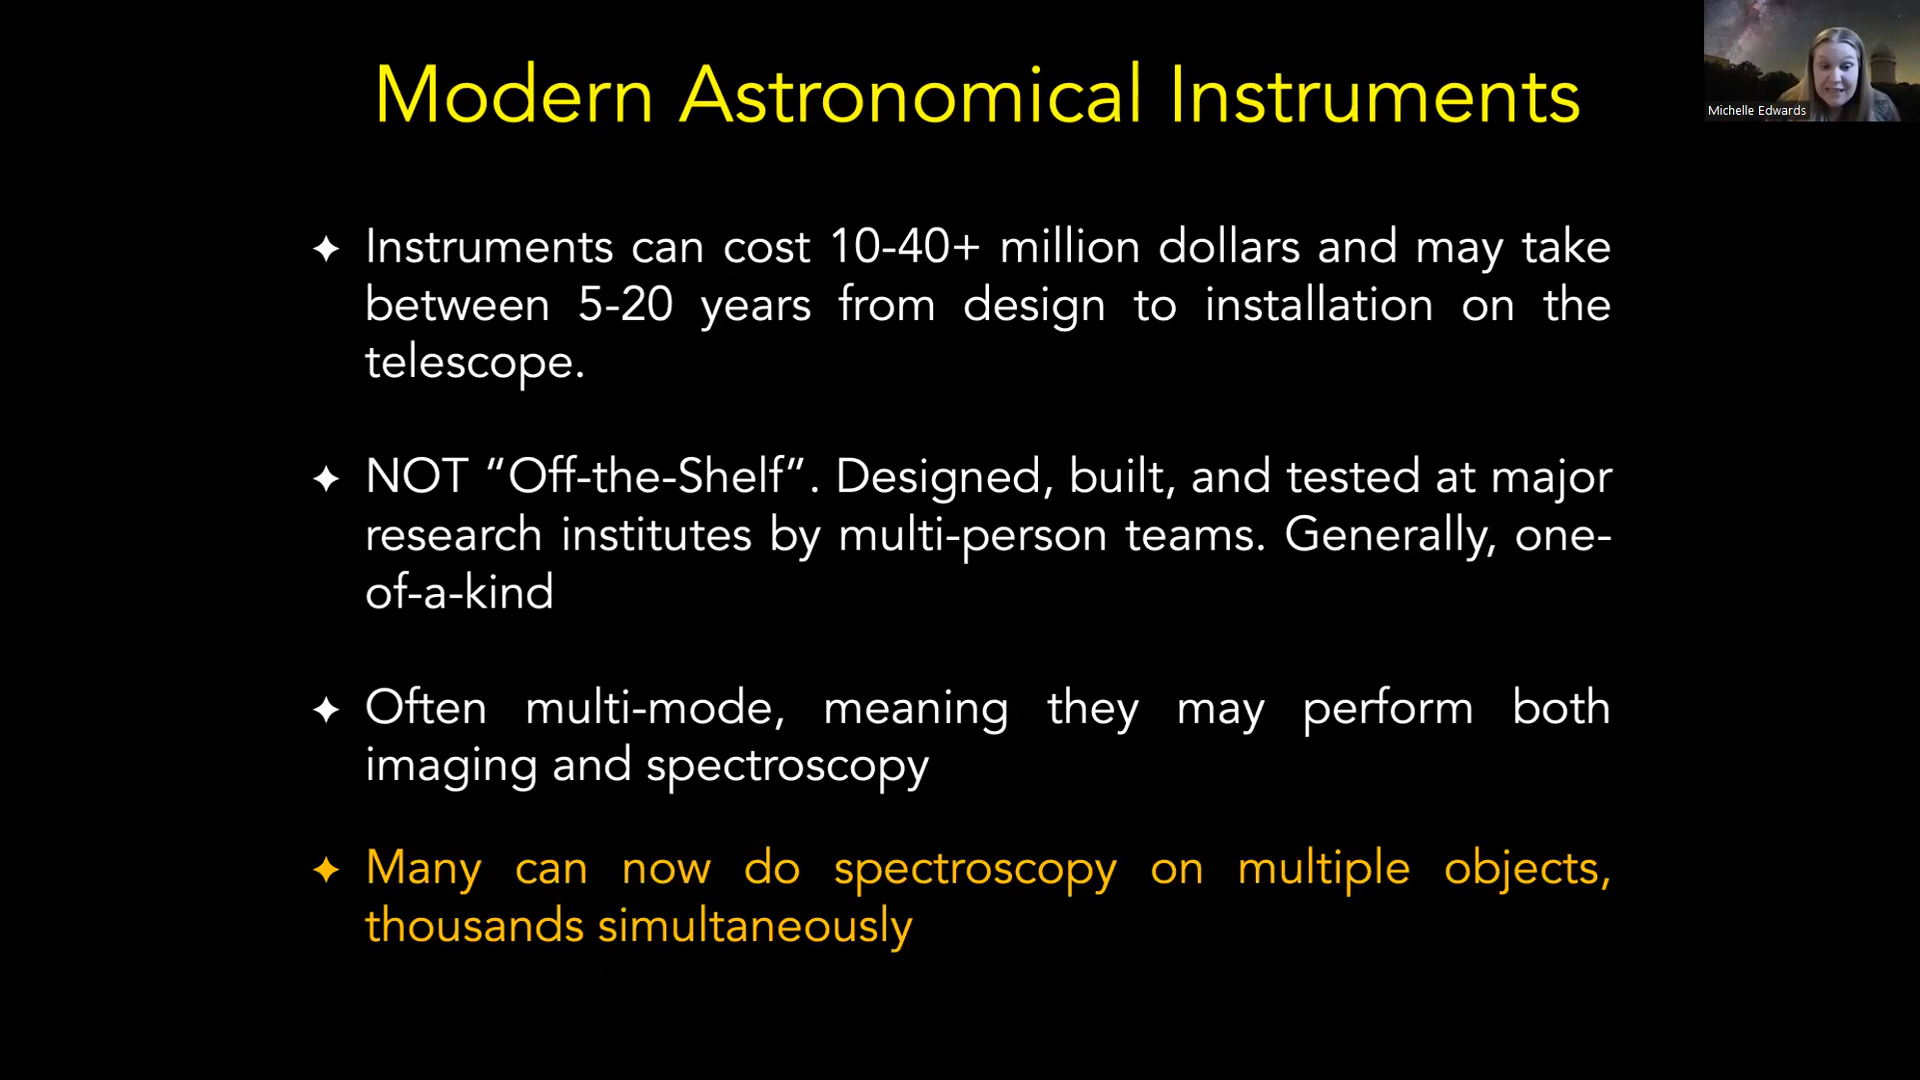 Modern Astronomical Instruments
Michelle Edwards
✦ Instruments can cost 10-40+ million dollars and may take
between 5-20 years from design to installation on the
telescope.
✦ NOT “Off-the-Shelf”. Designed, built, and tested at major
research institutes by multi-person teams. Generally, one-
of-a-kind
✦ Often multi-mode, meaning they may perform both
imaging and spectroscopy
✦ Many can now do spectroscopy on multiple objects,
thousands simultaneously